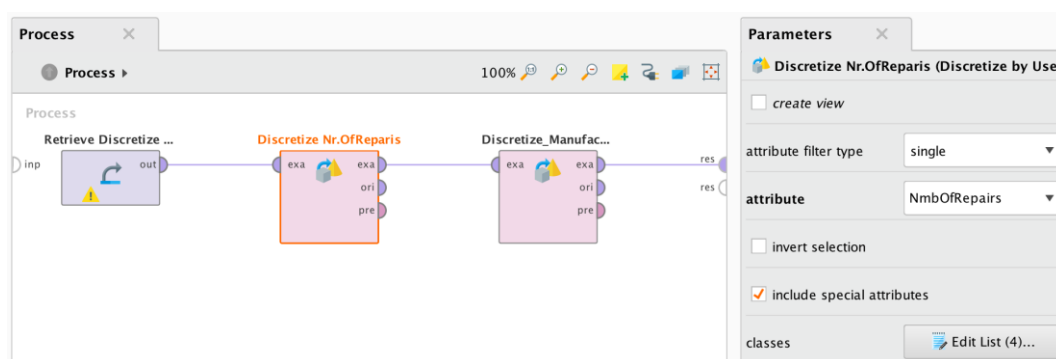 Process
Parameters
Process
100%
Discretize Nr.OfReparis (Discretize by Use
Process
create view
Retrieve Discretize ...
Discretize Nr.OfReparis
Discretize_Manufac...
inp
out
exa
exa
exa
exa
res
attribute filter type
single
ori
ori
res
attribute
NmbOfRepairs
pre
pre
invert selection
include special attributes
classes
Edit List (4)...